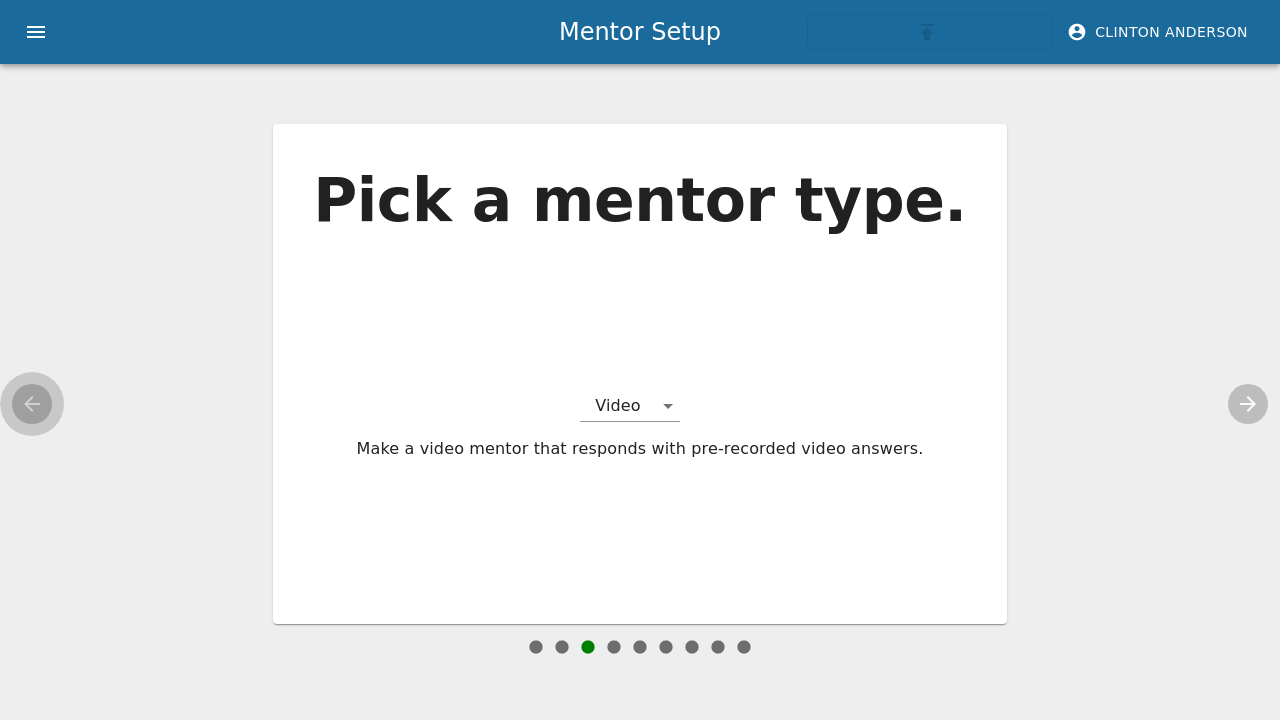 Mentor Setup
CLINTON ANDERSON
Pick a mentor type.
Video
Make a video mentor that responds with pre-recorded video answers.